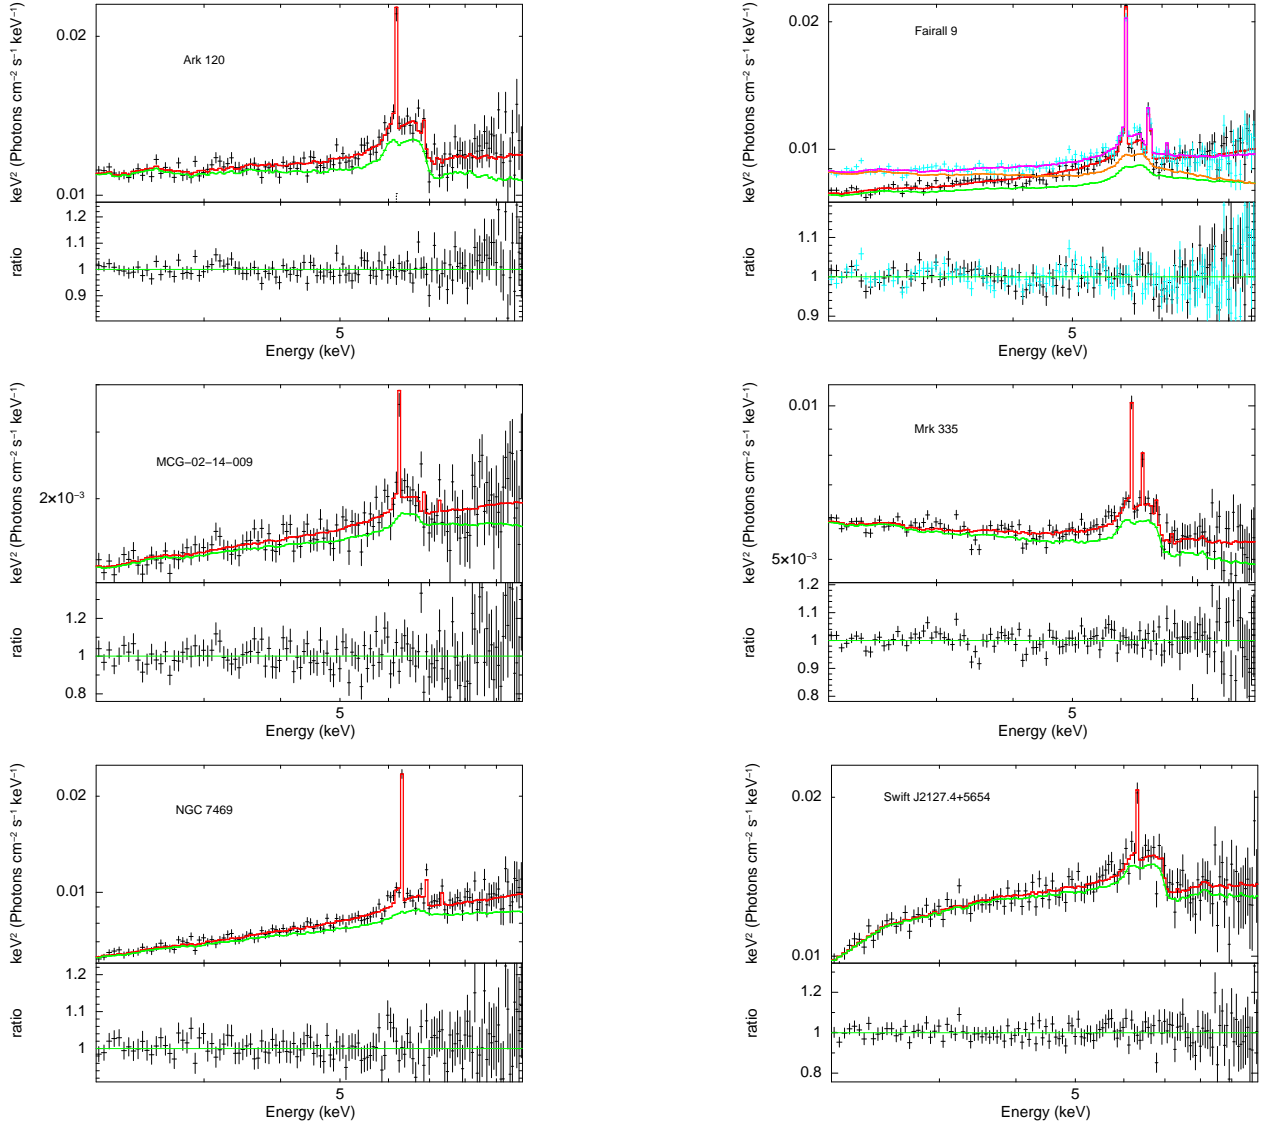 keV² (Photons cm⁻² s⁻¹ keV⁻¹)
0.02
0.01
Ark 120
ratio
1.2
1.1
1
0.9
5
Energy (keV)
keV² (Photons cm⁻² s⁻¹ keV⁻¹)
0.02
0.01
Fairall 9
ratio
1.1
1
0.9
5
Energy (keV)
keV² (Photons cm⁻² s⁻¹ keV⁻¹)
2×10⁻³
MCG−02−14−009
ratio
1.2
1
0.8
5
Energy (keV)
keV² (Photons cm⁻² s⁻¹ keV⁻¹)
0.01
5×10⁻³
Mrk 335
ratio
1.2
1.1
1
0.9
0.8
5
Energy (keV)
keV² (Photons cm⁻² s⁻¹ keV⁻¹)
0.02
0.01
NGC 7469
ratio
1.2
1.1
1
5
Energy (keV)
keV² (Photons cm⁻² s⁻¹ keV⁻¹)
0.02
0.01
Swift J2127.4+5654
ratio
1.2
1
0.8
5
Energy (keV)